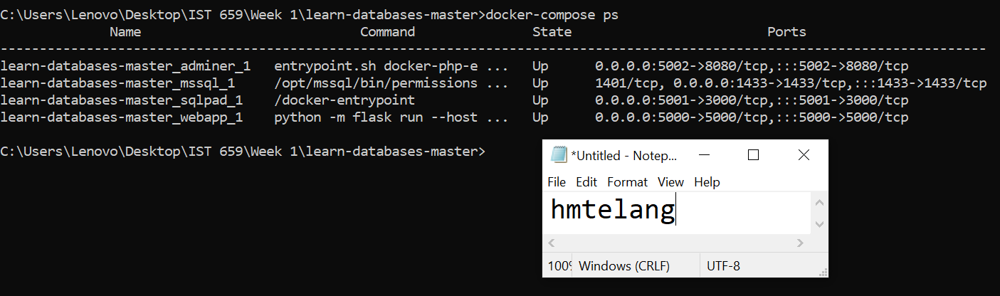 C:\Users\Lenovo\Desktop\IST 659\Week 1\learn-databases-master>docker-compose ps
Name Command State Ports
-----------------------------------------------------------------------------------------------------------------------------
learn-databases-master_adminer_1 entrypoint.sh docker-php-e ... Up 0.0.0.0:5002->8080/tcp,:::5002->8080/tcp
learn-databases-master_mssql_1 /opt/mssql/bin/permissions ... Up 1401/tcp, 0.0.0.0:1433->1433/tcp,:::1433->1433/tcp
learn-databases-master_sqlpad_1 /docker-entrypoint Up 0.0.0.0:5001->3000/tcp,:::5001->3000/tcp
learn-databases-master_webapp_1 python -m flask run --host ... Up 0.0.0.0:5000->5000/tcp,:::5000->5000/tcp
C:\Users\Lenovo\Desktop\IST 659\Week 1\learn-databases-master>
*Untitled - Notep...
File Edit Format View Help
hmtelang
100% Windows (CRLF) UTF-8